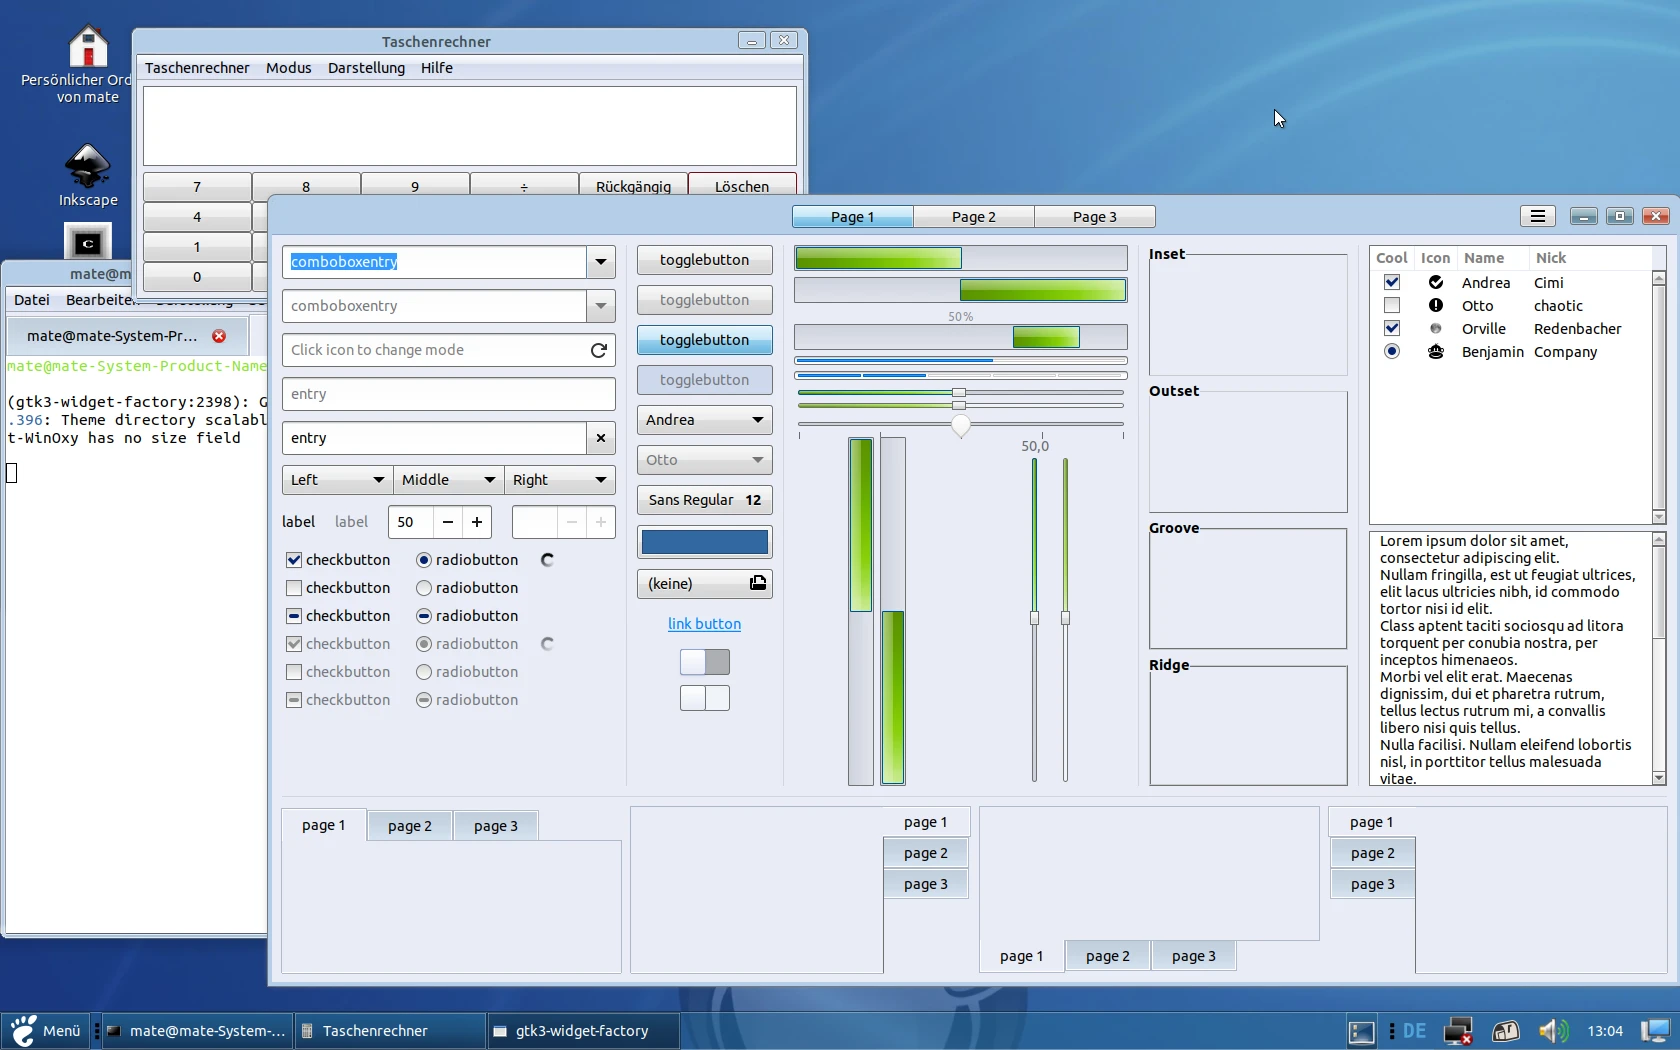 Persönlicher Ord
von mate
Inkscape
C
Taschenrechner
Taschenrechner Modus Darstellung Hilfe
7 8 9 ÷ Rückgängig Löschen
4
1
0
mate@m
Datei Bearbeiten
mate@mate-System-Pr...
mate@mate-System-Product-Name
(gtk3-widget-factory:2398): G
.396: Theme directory scalabl
t-WinOxy has no size field
Page 1 Page 2 Page 3
comboboxentry
comboboxentry
Click icon to change mode
entry
entry
Left Middle Right
label label 50
checkbutton radiobutton
checkbutton radiobutton
checkbutton radiobutton
checkbutton radiobutton
checkbutton radiobutton
checkbutton radiobutton
togglebutton
togglebutton
togglebutton
togglebutton
Andrea
Otto
Sans Regular 12
(keine)
link button
50 %
50,0
Inset
Outset
Groove
Ridge
Cool Icon Name Nick
Andrea Cimi
Otto chaotic
Orville Redenbacher
Benjamin Company
Lorem ipsum dolor sit amet,
consectetur adipiscing elit.
Nullam fringilla, est ut feugiat ultrices,
elit lacus ultricies nibh, id commodo
tortor nisi id elit.
Class aptent taciti sociosqu ad litora
torquent per conubia nostra, per
inceptos himenaeos.
Morbi vel elit erat. Maecenas
dignissim, dui et pharetra rutrum,
tellus lectus rutrum mi, a convallis
libero nisi quis tellus.
Nulla facilisi. Nullam eleifend lobortis
nisl, in porttitor tellus malesuada
vitae.
page 1 page 2 page 3
page 1
page 2
page 3
page 1 page 2 page 3
page 1
page 2
page 3
Menü mate@mate-System-... Taschenrechner gtk3-widget-factory DE 13:04